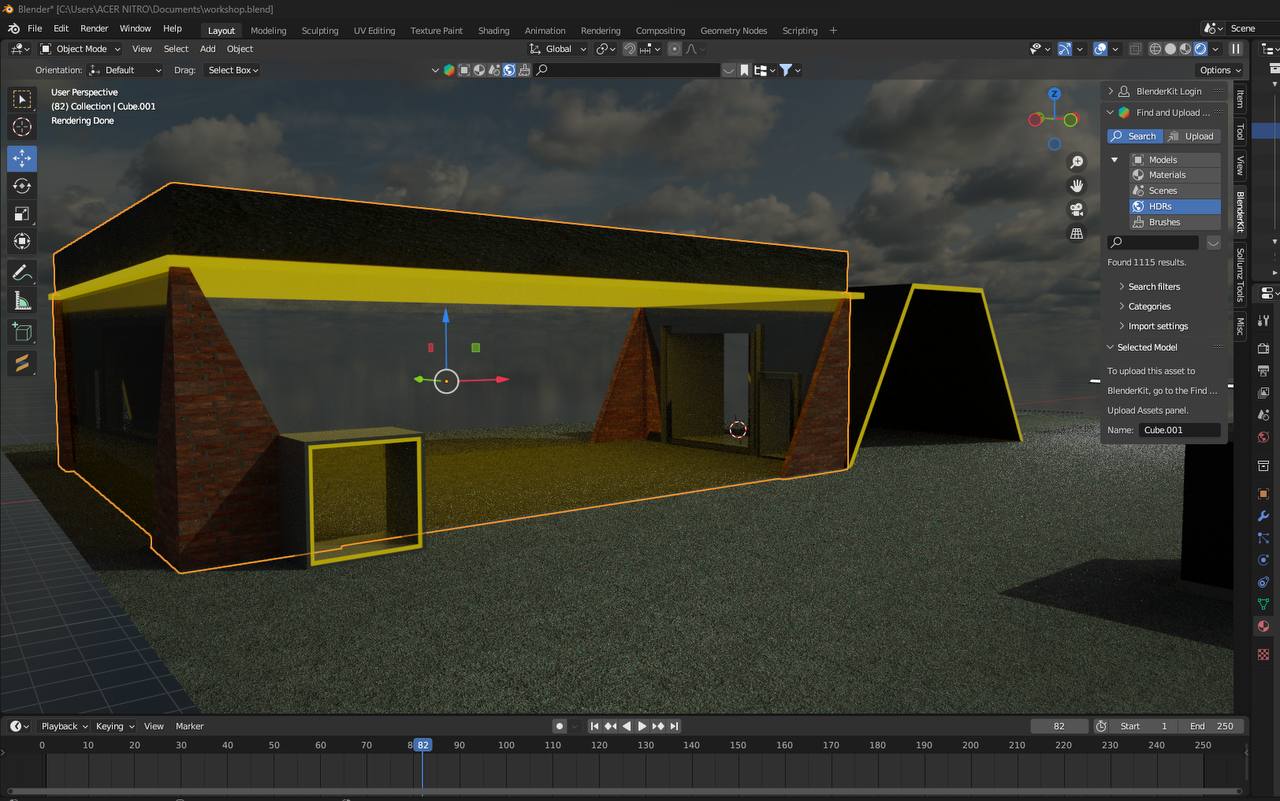 Blender* [C:\Users\ACER NITRO\Documents\workshop.blend]
File Edit Render Window Help Layout Modeling Sculpting UV Editing Texture Paint Shading Animation Rendering Compositing Geometry Nodes Scripting + Scene
Object Mode View Select Add Object Global
Orientation: Default Drag: Select Box Options
User Perspective
(82) Collection | Cube.001
Rendering Done
Z
BlenderKit Login
Find and Upload ...
Search Upload
Models
Materials
Scenes
HDRs
Brushes
Found 1115 results.
Search filters
Categories
Import settings
Selected Model
To upload this asset to
BlenderKit, go to the Find ...
Upload Assets panel.
Name: Cube.001
Item
Tool
View
BlenderKit
Sollumz Tools
Misc
Playback Keying View Marker 82 Start 1 End 250
0 10 20 30 40 50 60 70 8 82 90 100 110 120 130 140 150 160 170 180 190 200 210 220 230 240 250